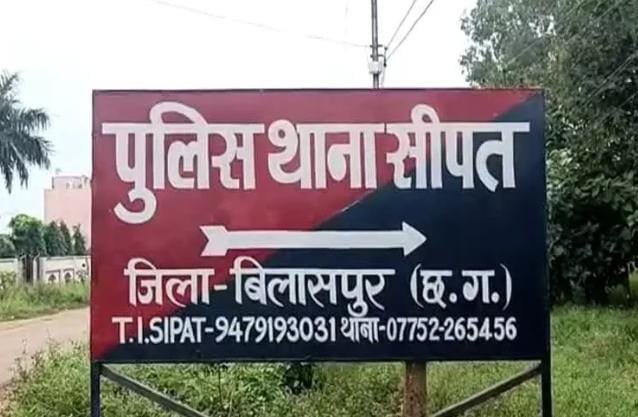 पुलिस थाना सीपत
जिला-बिलासपुर (छ.ग.)
T.I.SIPAT-9479193031 थाना-07752-265456